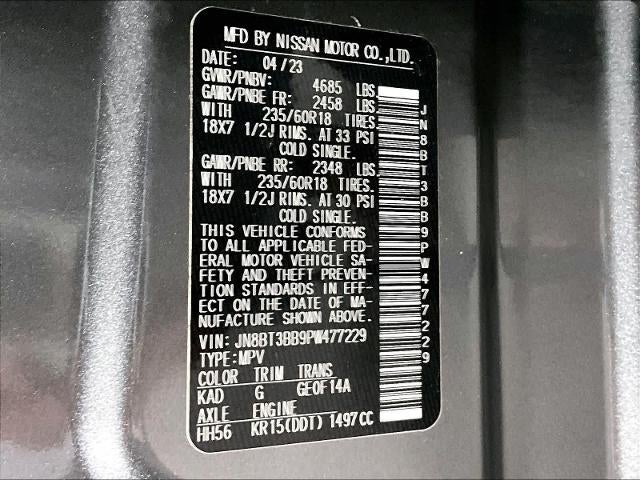 MFD BY NISSAN MOTOR CO.,LTD.
DATE: 04/23
GVWR/PNBV: 4685 LBS
GAWR/PNBE FR: 2458 LBS.
WITH 235/60R18 TIRES.
18X7 1/2J RIMS. AT 33 PSI
COLD SINGLE.
GAWR/PNBE RR: 2348 LBS.
WITH 235/60R18 TIRES.
18X7 1/2J RIMS. AT 30 PSI
COLD SINGLE.
THIS VEHICLE CONFORMS
TO ALL APPLICABLE FED-
ERAL MOTOR VEHICLE SA-
FETY AND THEFT PREVEN-
TION STANDARDS IN EFF-
ECT ON THE DATE OF MA-
NUFACTURE SHOWN ABOVE.
VIN: JN8BT3BB9PW477229
TYPE:MPV
COLOR TRIM TRANS
KAD G GE0F14A
AXLE ENGINE
HH56 KR15(DDT) 1497CC
JN8BT3BB9PW477229